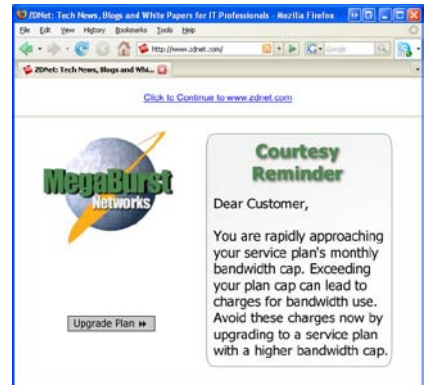 ZDNet: Tech News, Blogs and White Papers for IT Professionals - Mozilla Firefox
File Edit View History Bookmarks Tools Help
http://www.zdnet.com/
Google
ZDNet: Tech News, Blogs and Whi...
Click to Continue to www.zdnet.com
MegaBurst
Networks
Upgrade Plan
Courtesy
Reminder
Dear Customer,
You are rapidly approaching
your service plan's monthly
bandwidth cap. Exceeding
your plan cap can lead to
charges for bandwidth use.
Avoid these charges now by
upgrading to a service plan
with a higher bandwidth cap.